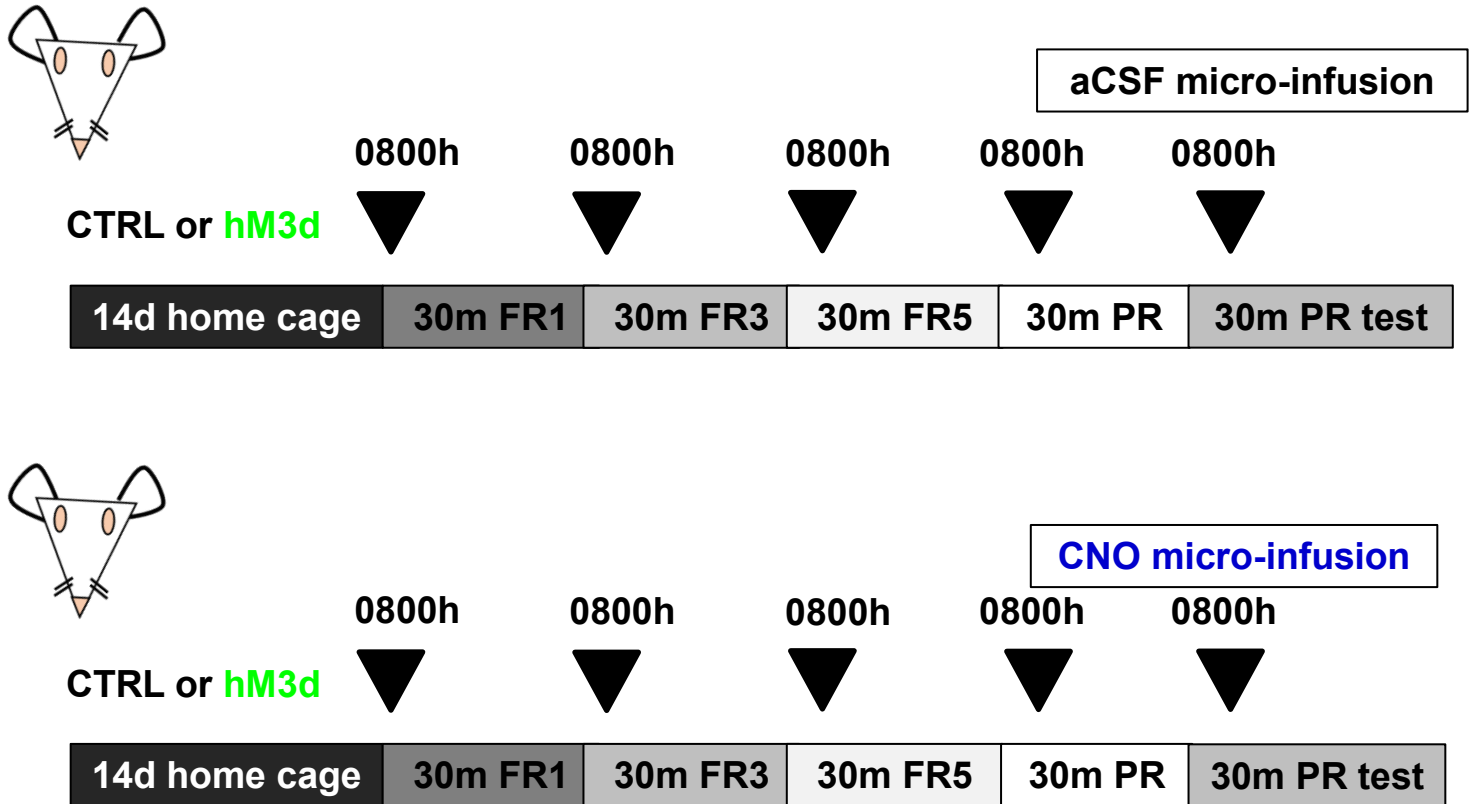 aCSF micro-infusion
0800h 0800h 0800h 0800h 0800h
CTRL or hM3d
14d home cage 30m FR1 30m FR3 30m FR5 30m PR 30m PR test
CNO micro-infusion
0800h 0800h 0800h 0800h 0800h
CTRL or hM3d
14d home cage 30m FR1 30m FR3 30m FR5 30m PR 30m PR test